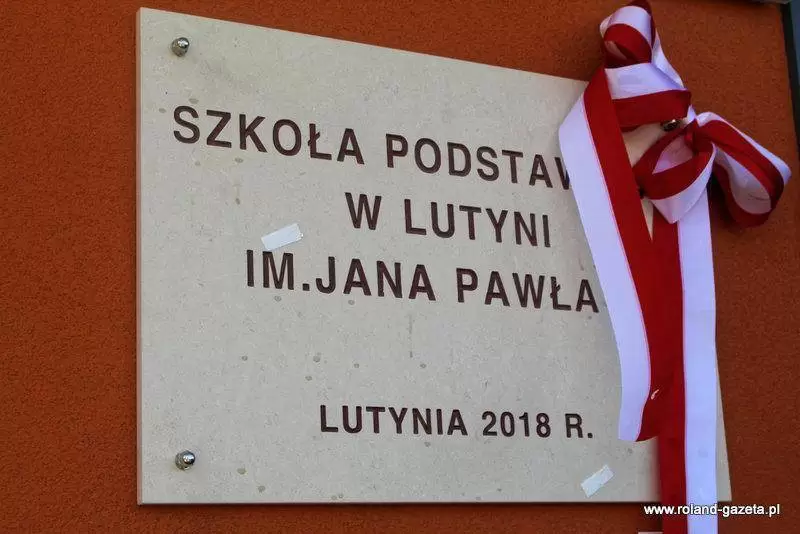 SZKOŁA PODSTAW
W LUTYNI
IM.JANA PAWŁA
LUTYNIA 2018 R.
www.roland-gazeta.pl